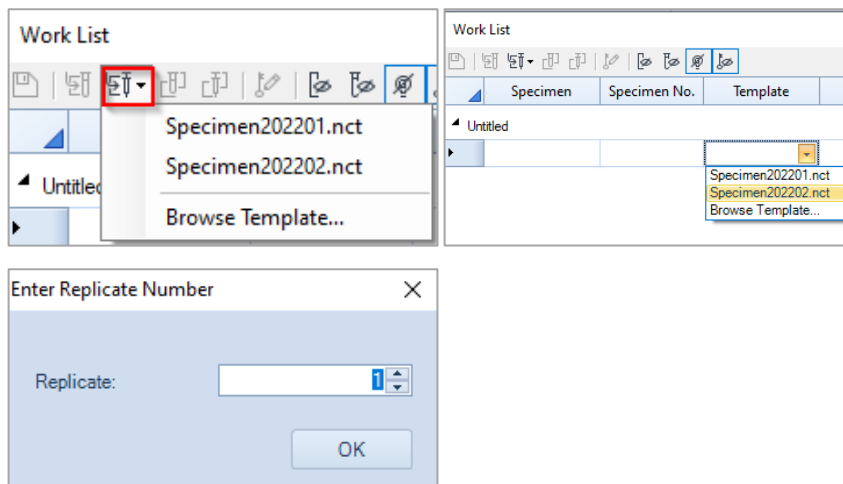 Work List
Specimen202201.nct
Specimen202202.nct
Untitled
Browse Template...
Work List
Specimen Specimen No. Template
Untitled
Specimen202201.nct
Specimen202202.nct
Browse Template...
Enter Replicate Number
Replicate: 1
OK